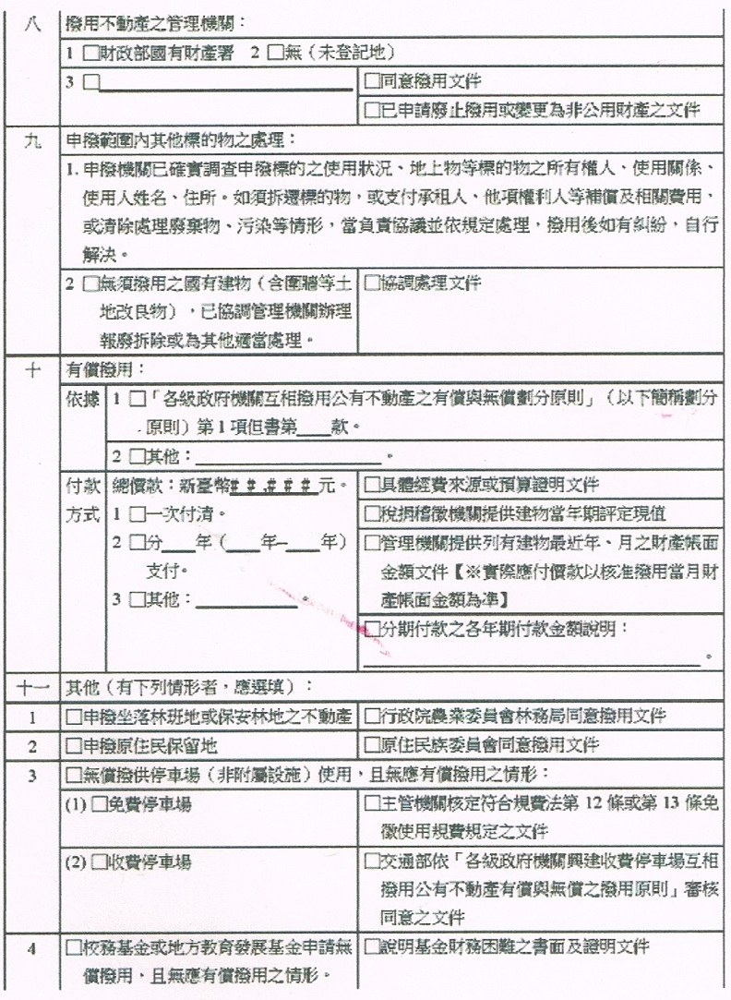 八
撥用不動產之管理機關：
1 □財政部國有財產署 2 □無（未登記地）
3 □＿＿＿＿＿＿＿＿＿＿
□同意撥用文件
□已申請廢止撥用或變更為非公用財產之文件
九
申撥範圍內其他標的物之處理：
1. 申撥機關已確實調查申撥標的之使用狀況、地上物等標的物之所有權人、使用關係、
使用人姓名、住所。如須拆遷標的物，或支付承租人、他項權利人等補償及相關費用，
或清除處理廢棄物、污染等情形，當負責協議並依規定處理，撥用後如有糾紛，自行
解決。
2 □無須撥用之國有建物（含圍牆等土
地改良物），已協調管理機關辦理
報廢拆除或為其他適當處理。
□協調處理文件
十
有償撥用：
依據
1 □「各級政府機關互相撥用公有不動產之有償與無償劃分原則」（以下簡稱劃分
原則）第 1 項但書第＿＿款。
2 □其他：＿＿＿＿＿＿＿＿。
付款
方式
總價款：新臺幣＃＃,＃＃＃元。
1 □一次付清。
2 □分＿＿年（＿＿年–＿＿年）
支付。
3 □其他：＿＿＿＿＿。
□具體經費來源或預算證明文件
□稅捐稽徵機關提供建物當年期評定現值
□管理機關提供列有建物最近年、月之財產帳面
金額文件【※實際應付價款以核准撥用當月財
產帳面金額為準】
□分期付款之各年期付款金額說明：
＿＿＿＿＿＿＿＿＿＿＿＿＿＿。
十一
其他（有下列情形者，應選填）：
1
□申撥坐落林班地或保安林地之不動產
□行政院農業委員會林務局同意撥用文件
2
□申撥原住民保留地
□原住民族委員會同意撥用文件
3
□無償撥供停車場（非附屬設施）使用，且無應有償撥用之情形：
(1) □免費停車場
□主管機關核定符合規費法第 12 條或第 13 條免
徵使用規費規定之文件
(2) □收費停車場
□交通部依「各級政府機關興建收費停車場互相
撥用公有不動產有償與無償之撥用原則」審核
同意之文件
4
□校務基金或地方教育發展基金申請無
償撥用，且無應有償撥用之情形。
□說明基金財務困難之書面及證明文件